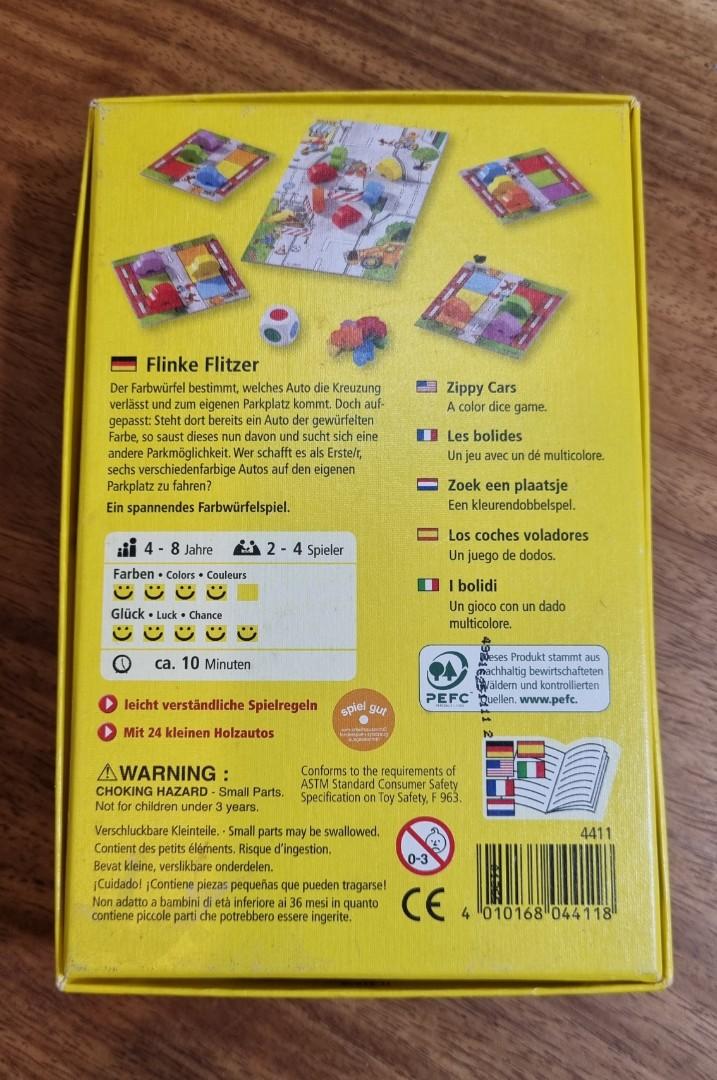 Flinke Flitzer
Der Farbwürfel bestimmt, welches Auto die Kreuzung
verlässt und zum eigenen Parkplatz kommt. Doch auf-
gepasst: Steht dort bereits ein Auto der gewürfelten
Farbe, so saust dieses nun davon und sucht sich eine
andere Parkmöglichkeit. Wer schafft es als Erste/r,
sechs verschiedenfarbige Autos auf den eigenen
Parkplatz zu fahren?
Ein spannendes Farbwürfelspiel.
4 - 8 Jahre 2 - 4 Spieler
Farben • Colors • Couleurs
Glück • Luck • Chance
ca. 10 Minuten
leicht verständliche Spielregeln
Mit 24 kleinen Holzautos
spiel gut
Zippy Cars
A color dice game.
Les bolides
Un jeu avec un dé multicolore.
Zoek een plaatsje
Een kleurendobbelspel.
Los coches voladores
Un juego de dodos.
I bolidi
Un gioco con un dado
multicolore.
PEFC
eses Produkt stammt aus
achhaltig bewirtschafteten
Wäldern und kontrollierten
uellen. www.pefc.
⚠WARNING :
CHOKING HAZARD - Small Parts.
Not for children under 3 years.
Conforms to the requirements of
ASTM Standard Consumer Safety
Specification on Toy Safety, F 963.
Verschluckbare Kleinteile. · Small parts may be swallowed.
Contient des petits éléments. Risque d'ingestion.
Bevat kleine, verslikbare onderdelen.
¡Cuidado! ¡Contiene piezas pequeñas que pueden tragarse!
Non adatto a bambini di età inferiore ai 36 mesi in quanto
contiene piccole parti che potrebbero essere ingerite.
0-3
CE
4411
4 010168 044118